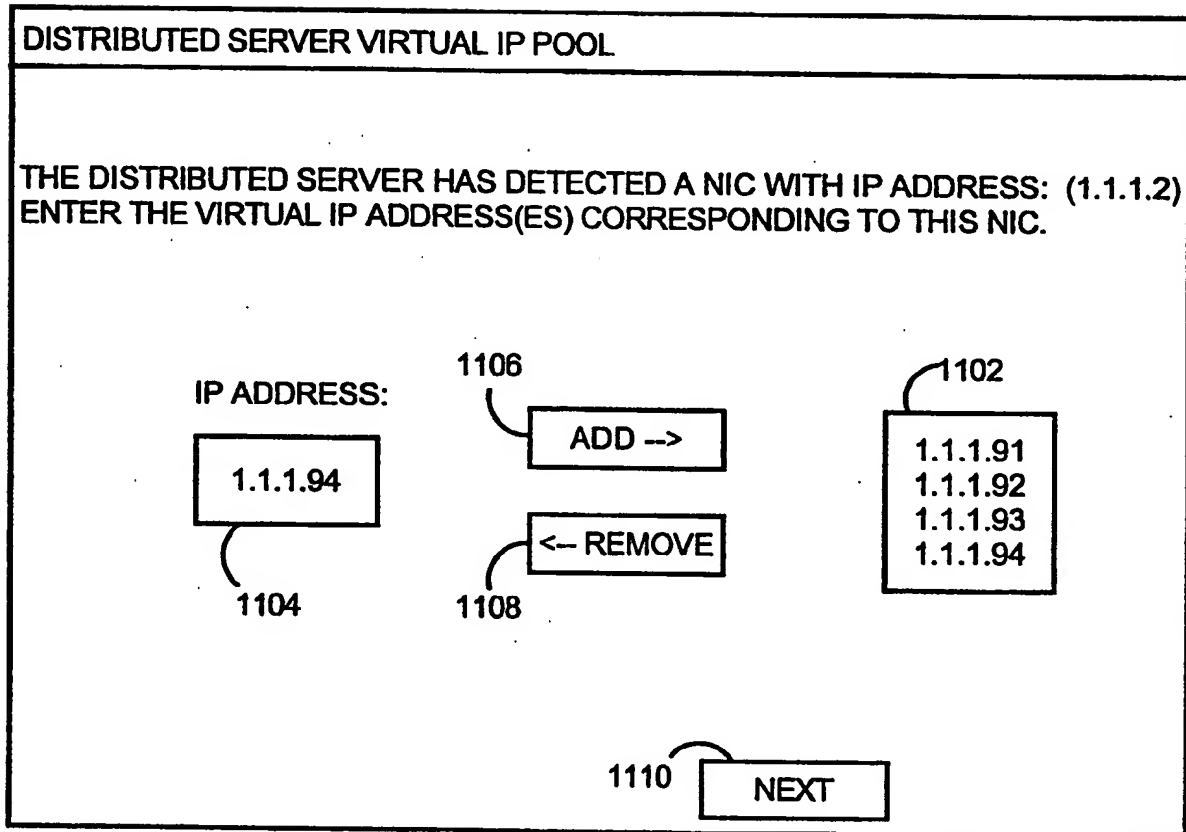 DISTRIBUTED SERVER VIRTUAL IP POOL
THE DISTRIBUTED SERVER HAS DETECTED A NIC WITH IP ADDRESS: (1.1.1.2)
ENTER THE VIRTUAL IP ADDRESS(ES) CORRESPONDING TO THIS NIC.
IP ADDRESS:
1.1.1.94
1104
1106
ADD -->
<-- REMOVE
1108
1102
1.1.1.91
1.1.1.92
1.1.1.93
1.1.1.94
1110
NEXT